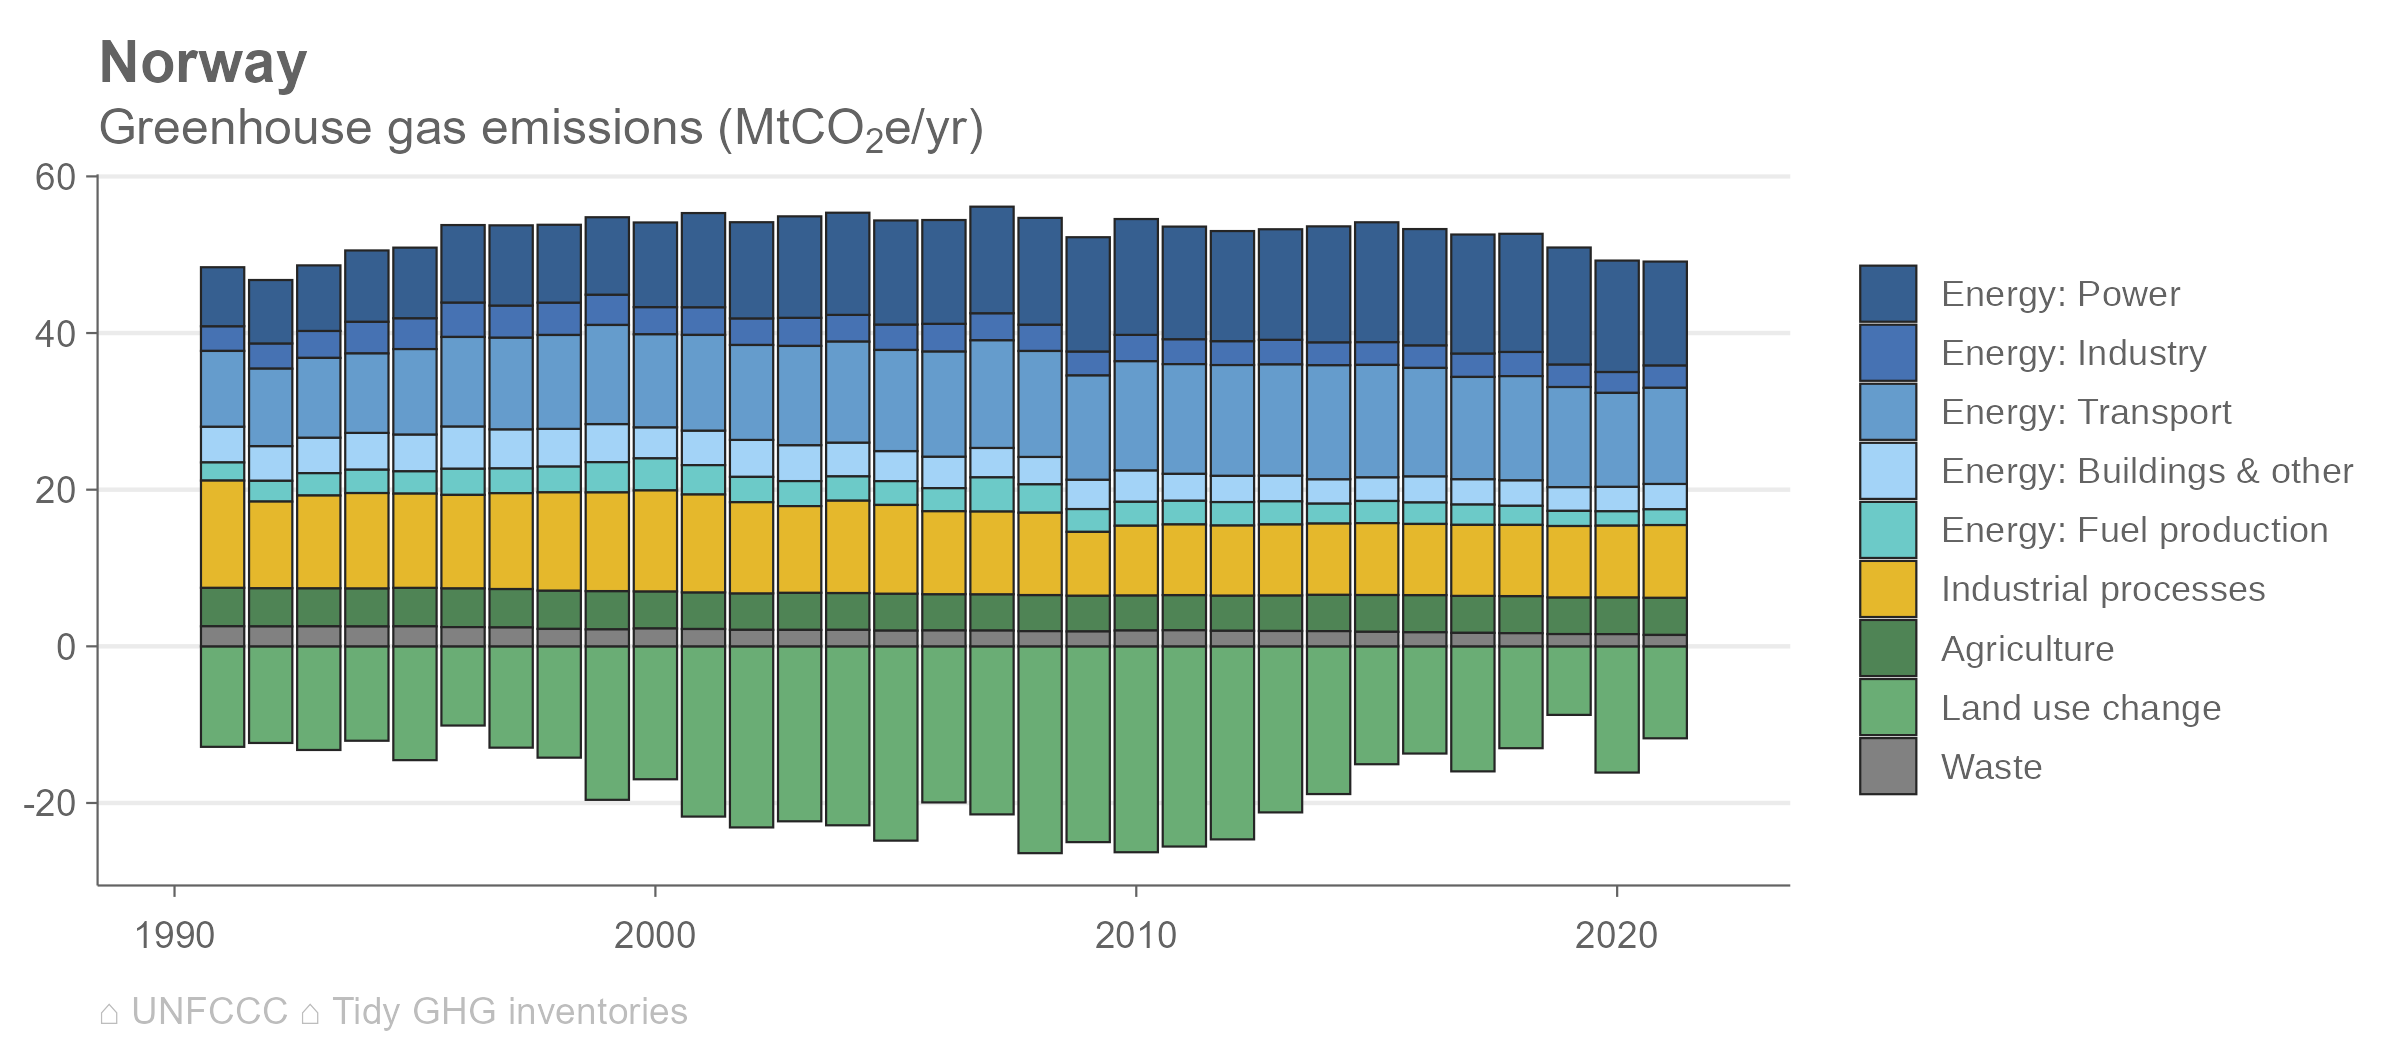 Norway
Greenhouse gas emissions (MtCO₂e/yr)
60
40
20
0
-20
1990 2000 2010 2020
Energy: Power
Energy: Industry
Energy: Transport
Energy: Buildings & other
Energy: Fuel production
Industrial processes
Agriculture
Land use change
Waste
⌂ UNFCCC ⌂ Tidy GHG inventories